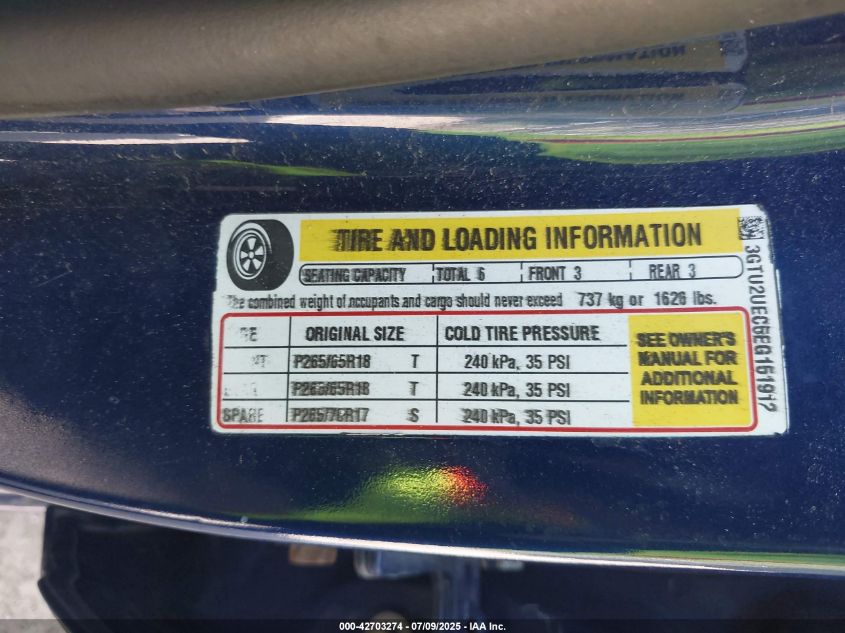 TIRE AND LOADING INFORMATION
SEATING CAPACITY TOTAL 6 FRONT 3 REAR 3
The combined weight of occupants and cargo should never exceed 737 kg or 1626 lbs.
ORIGINAL SIZE COLD TIRE PRESSURE
P265/65R18 T 240 kPa, 35 PSI
P265/65R18 T 240 kPa, 35 PSI
SPARE P265/70R17 S 240 kPa, 35 PSI
SEE OWNER'S
MANUAL FOR
ADDITIONAL
INFORMATION
3GTU2UEC5EG151912
000-42703274 - 07/09/2025 - IAA Inc.